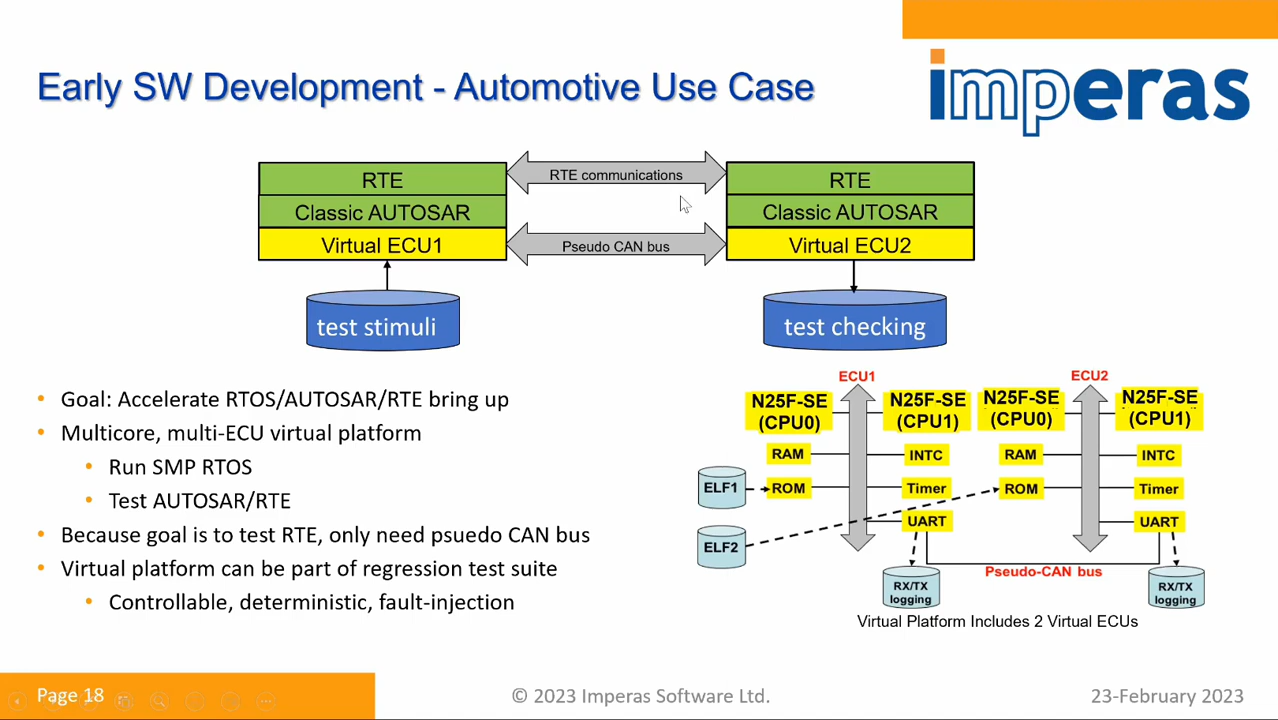 Early SW Development - Automotive Use Case
imperas
RTE
Classic AUTOSAR
Virtual ECU1
RTE communications
Pseudo CAN bus
RTE
Classic AUTOSAR
Virtual ECU2
test stimuli
test checking
• Goal: Accelerate RTOS/AUTOSAR/RTE bring up
• Multicore, multi-ECU virtual platform
• Run SMP RTOS
• Test AUTOSAR/RTE
• Because goal is to test RTE, only need psuedo CAN bus
• Virtual platform can be part of regression test suite
• Controllable, deterministic, fault-injection
ECU1
N25F-SE
(CPU0)
N25F-SE
(CPU1)
RAM
INTC
ELF1
ROM
Timer
ELF2
UART
RX/TX
logging
ECU2
N25F-SE
(CPU0)
N25F-SE
(CPU1)
RAM
INTC
ROM
Timer
UART
Pseudo-CAN bus
RX/TX
logging
Virtual Platform Includes 2 Virtual ECUs
Page 18
© 2023 Imperas Software Ltd.
23-February 2023